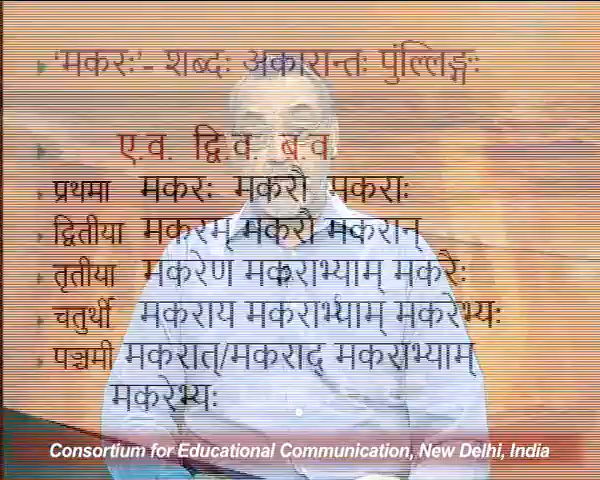 'मकरः'- शब्दः अकारान्तः पुंल्लिङ्गः
ए.व. द्वि.व. ब.व.
प्रथमा मकरः मकरौ मकराः
द्वितीया मकरम् मकरौ मकरान्
तृतीया मकरेण मकराभ्याम् मकरैः
चतुर्थी मकराय मकराभ्याम् मकरेभ्यः
पञ्चमी मकरात्/मकराद् मकराभ्याम्
मकरेभ्यः
Consortium for Educational Communication, New Delhi, India